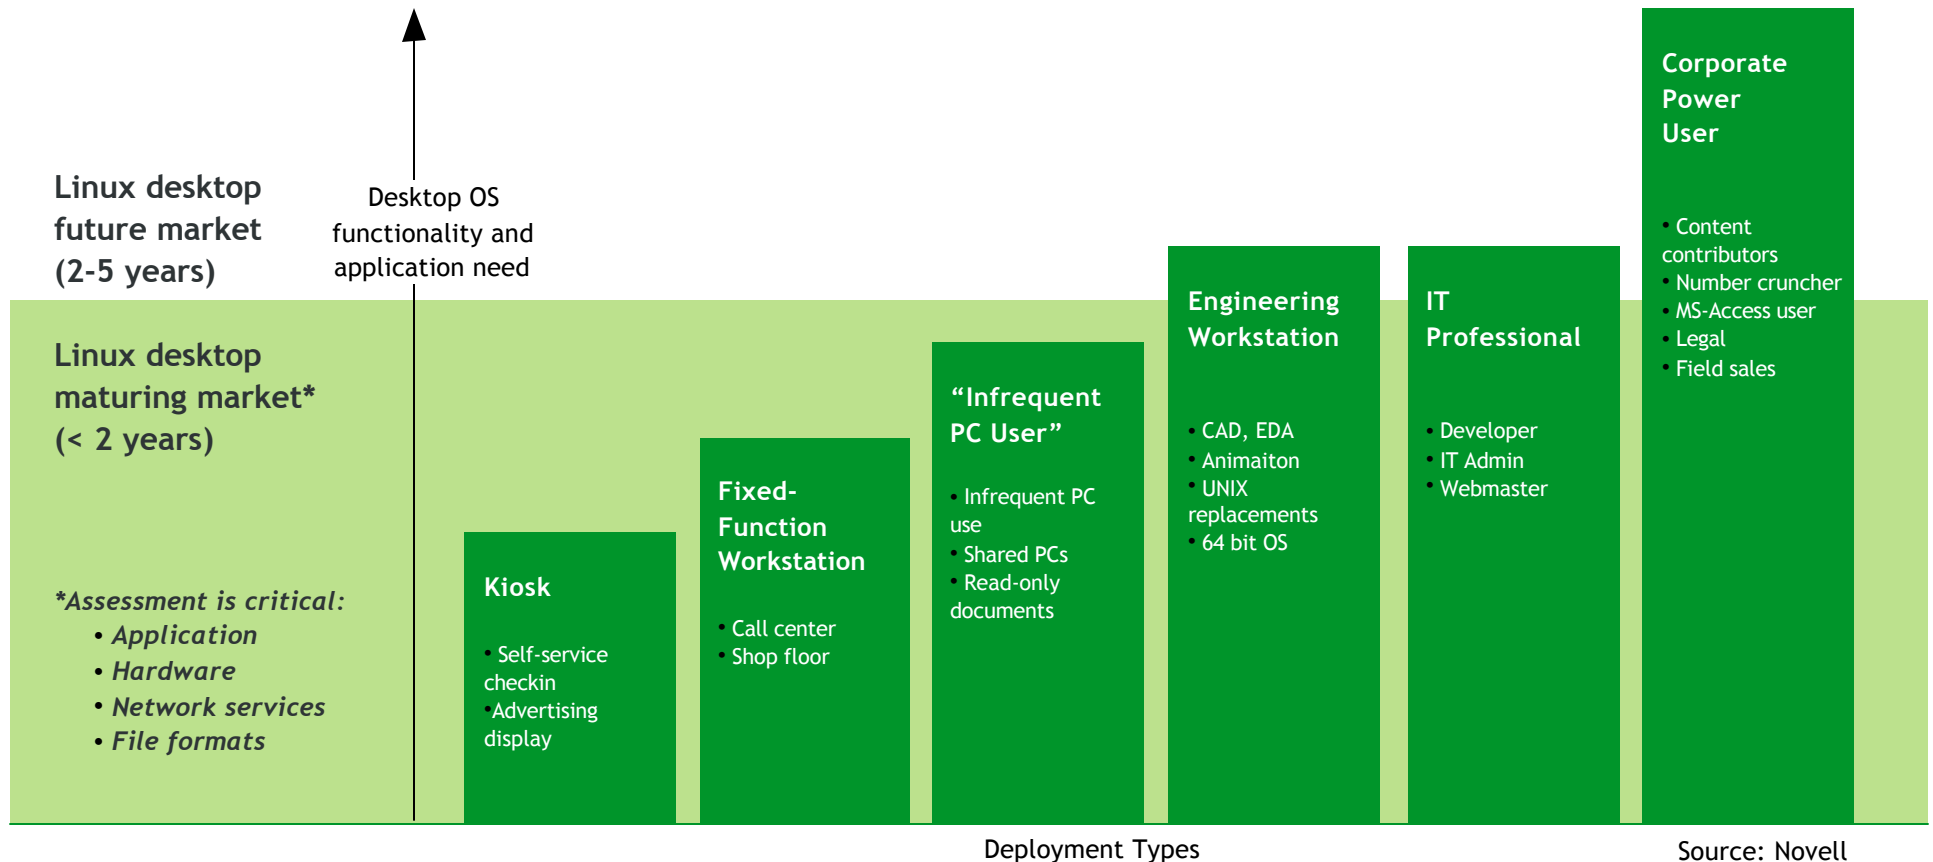 Linux desktop
future market
(2-5 years)
Desktop OS
functionality and
application need
Linux desktop
maturing market*
(< 2 years)
*Assessment is critical:
• Application
• Hardware
• Network services
• File formats
Kiosk
• Self-service
checkin
•Advertising
display
Fixed-
Function
Workstation
• Call center
• Shop floor
“Infrequent
PC User”
• Infrequent PC
use
• Shared PCs
• Read-only
documents
Engineering
Workstation
• CAD, EDA
• Animaiton
• UNIX
replacements
• 64 bit OS
IT
Professional
• Developer
• IT Admin
• Webmaster
Corporate
Power
User
• Content
contributors
• Number cruncher
• MS-Access user
• Legal
• Field sales
Deployment Types
Source: Novell